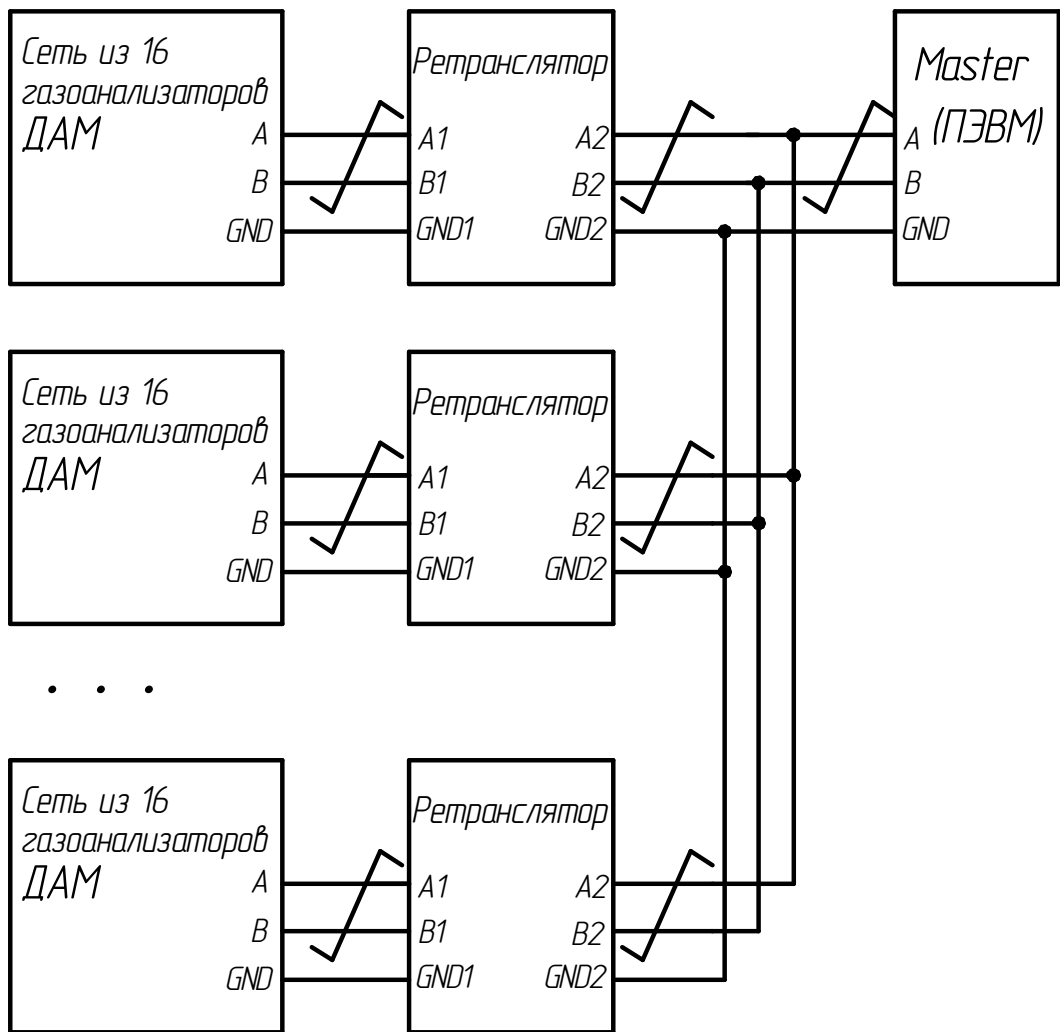 Сеть из 16
газоанализаторов
ДАМ
A
B
GND
Ретранслятор
A1
B1
GND1
A2
B2
GND2
Master
(ПЭВМ)
A
B
GND
Сеть из 16
газоанализаторов
ДАМ
A
B
GND
Ретранслятор
A1
B1
GND1
A2
B2
GND2
. . .
Сеть из 16
газоанализаторов
ДАМ
A
B
GND
Ретранслятор
A1
B1
GND1
A2
B2
GND2